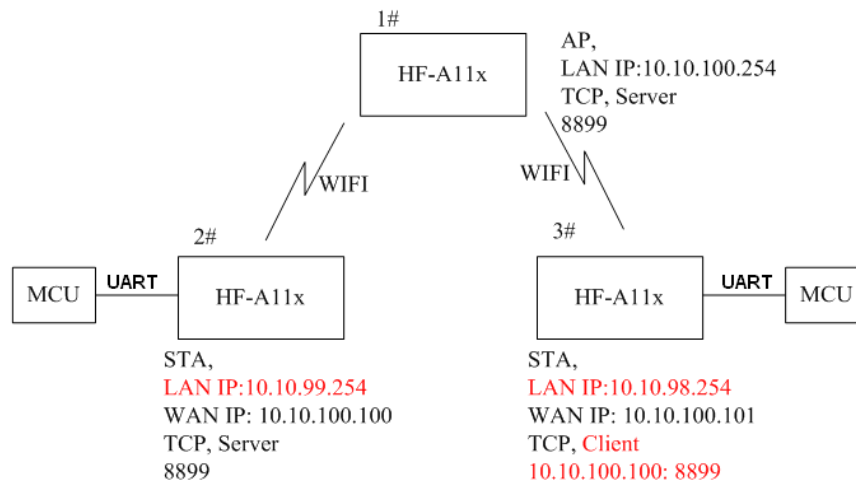 1#
HF-A11x
AP,
LAN IP:10.10.100.254
TCP, Server
8899
WIFI
WIFI
2#
HF-A11x
MCU
UART
STA,
LAN IP:10.10.99.254
WAN IP: 10.10.100.100
TCP, Server
8899
3#
HF-A11x
UART
MCU
STA,
LAN IP:10.10.98.254
WAN IP: 10.10.100.101
TCP, Client
10.10.100.100: 8899